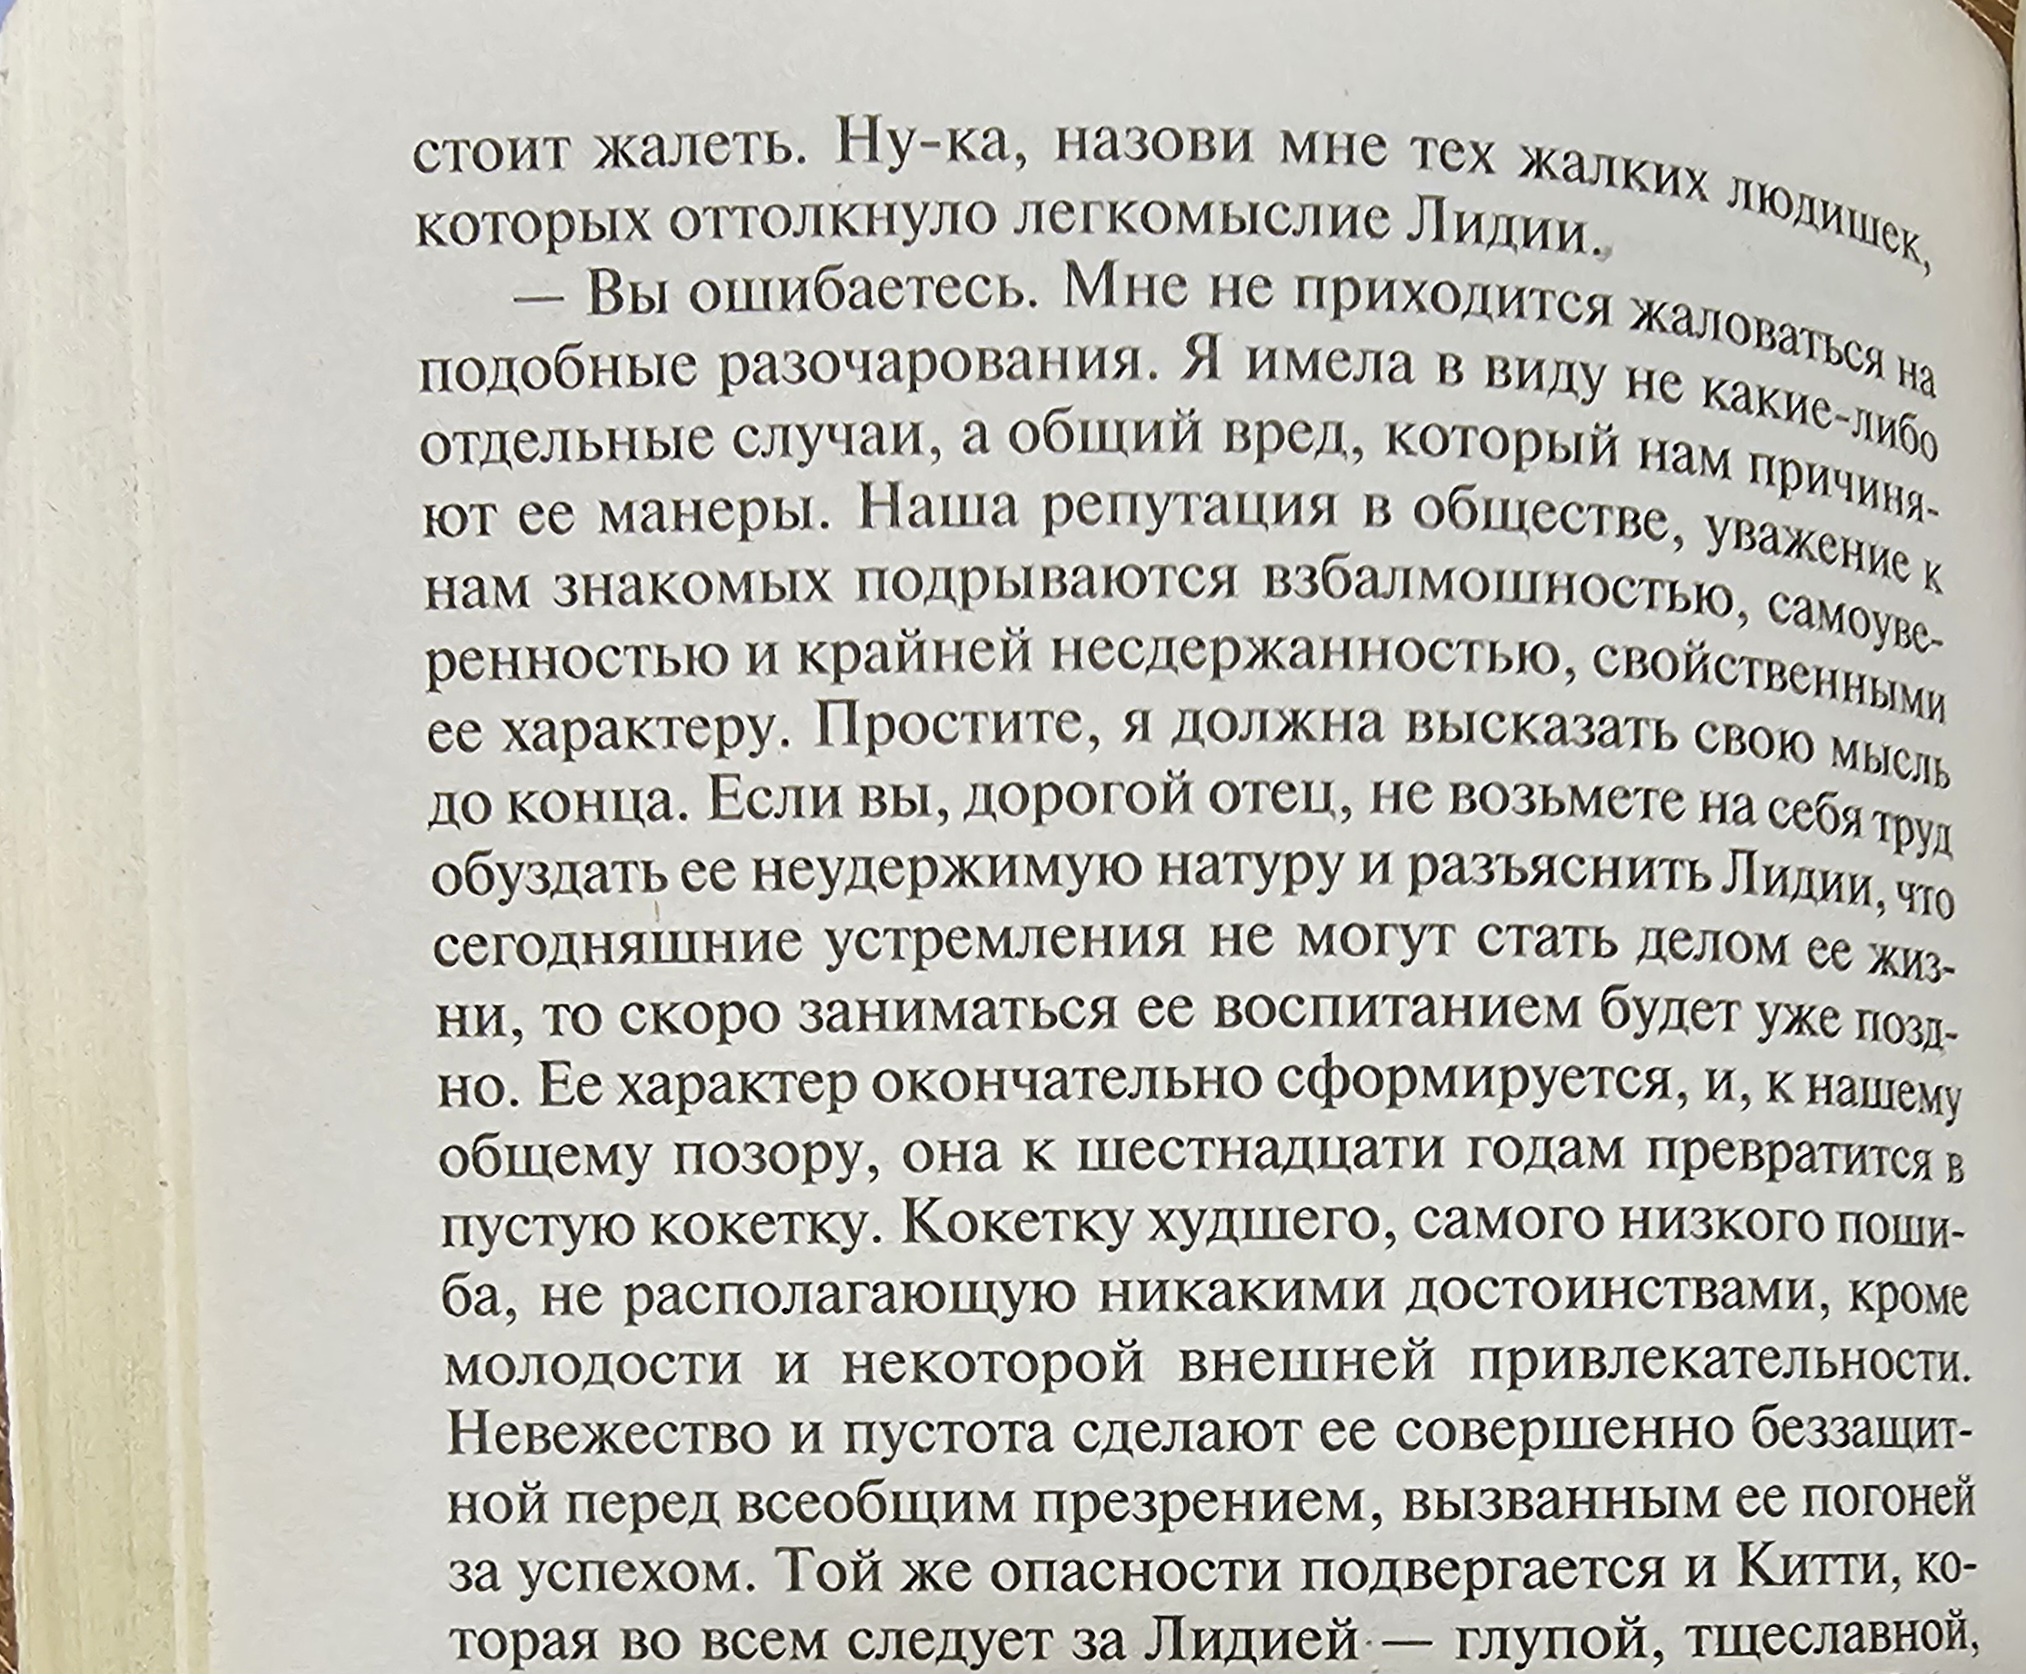 стоит жалеть. Ну-ка, назови мне тех жалких людишек,
которых оттолкнуло легкомыслие Лидии.
— Вы ошибаетесь. Мне не приходится жаловаться на
подобные разочарования. Я имела в виду не какие-либо
отдельные случаи, а общий вред, который нам причиня-
ют ее манеры. Наша репутация в обществе, уважение к
нам знакомых подрываются взбалмошностью, самоуве-
ренностью и крайней несдержанностью, свойственными
ее характеру. Простите, я должна высказать свою мысль
до конца. Если вы, дорогой отец, не возьмете на себя труд
обуздать ее неудержимую натуру и разъяснить Лидии, что
сегодняшние устремления не могут стать делом ее жиз-
ни, то скоро заниматься ее воспитанием будет уже позд-
но. Ее характер окончательно сформируется, и, к нашему
общему позору, она к шестнадцати годам превратится в
пустую кокетку. Кокетку худшего, самого низкого поши-
ба, не располагающую никакими достоинствами, кроме
молодости и некоторой внешней привлекательности.
Невежество и пустота сделают ее совершенно беззащит-
ной перед всеобщим презрением, вызванным ее погоней
за успехом. Той же опасности подвергается и Китти, ко-
торая во всем следует за Лидией — глупой, тщеславной,